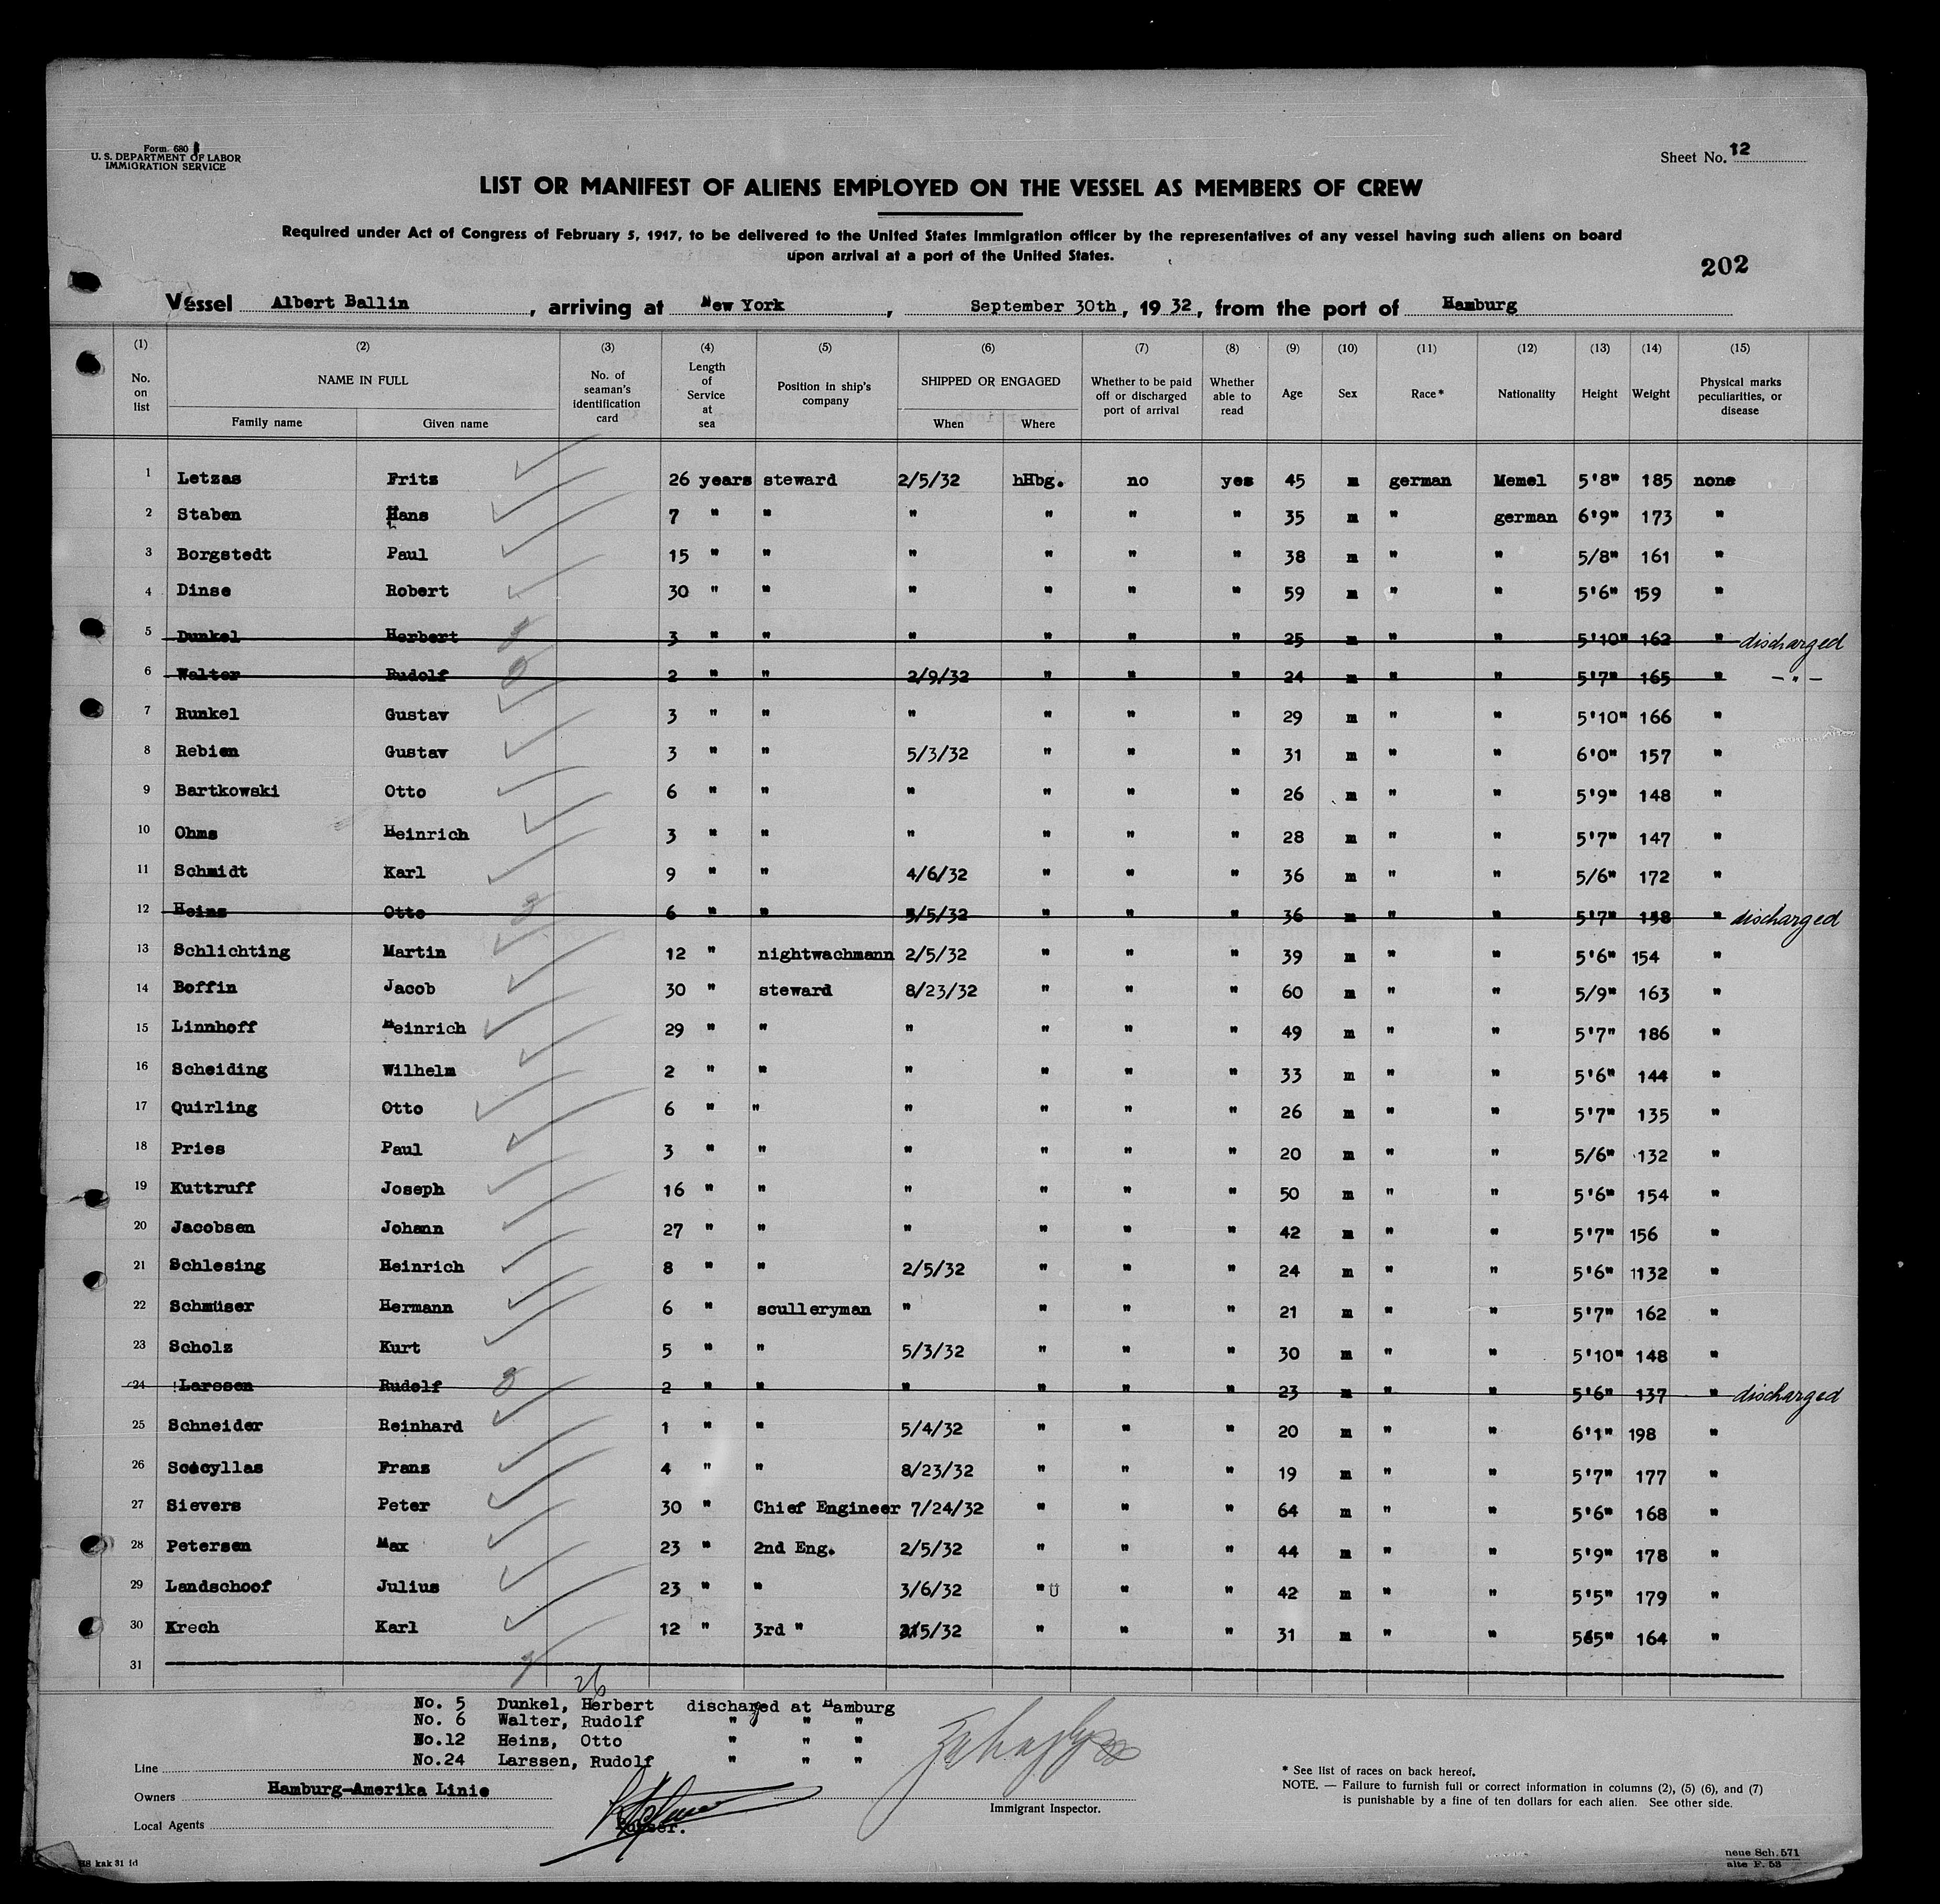 Form 680
U. S. DEPARTMENT OF LABOR
IMMIGRATION SERVICE
Sheet No. 12
LIST OR MANIFEST OF ALIENS EMPLOYED ON THE VESSEL AS MEMBERS OF CREW
Required under Act of Congress of February 5, 1917, to be delivered to the United States Immigration officer by the representatives of any vessel having such aliens on board
upon arrival at a port of the United States.
202
Vessel Albert Ballin, arriving at New York, September 30th, 1932, from the port of Hamburg
(1) (2) (3) (4) (5) (6) (7) (8) (9) (10) (11) (12) (13) (14) (15)
No. on list NAME IN FULL Family name Given name No. of seaman's identification card Length of Service at sea Position in ship's company SHIPPED OR ENGAGED When Where Whether to be paid off or discharged port of arrival Whether able to read Age Sex Race* Nationality Height Weight Physical marks peculiarities, or disease
1 Letzas Fritz 26 years steward 2/5/32 hHbg. no yes 45 m german Memel 5'8" 185 none
2 Staben Hans 7 " " " " " " 35 m " german 6'9" 173 "
3 Borgstedt Paul 15 " " " " " " 38 m " " 5/8" 161 "
4 Dinse Robert 30 " " " " " " 59 m " " 5'6" 159 "
5 Dunkel Herbert 3 " " " " " " 25 m " " 5'10" 162 " discharged
6 Walter Rudolf 2 " " 2/9/32 " " " 24 m " " 5'7" 165 " - " -
7 Runkel Gustav 3 " " " " " " 29 m " " 5'10" 166 "
8 Rebien Gustav 3 " " 5/3/32 " " " 31 m " " 6'0" 157 "
9 Bartkowski Otto 6 " " " " " " 26 m " " 5'9" 148 "
10 Ohms Heinrich 3 " " " " " " 28 m " " 5'7" 147 "
11 Schmidt Karl 9 " " 4/6/32 " " " 36 m " " 5/6" 172 "
12 Heinz Otto 6 " " 5/5/32 " " " 36 m " " 5'7" 158 " discharged
13 Schlichting Martin 12 " nightwachmann 2/5/32 " " " 39 m " " 5'6" 154 "
14 Boffin Jacob 30 " steward 8/23/32 " " " 60 m " " 5/9" 163 "
15 Linnhoff Heinrich 29 " " " " " " 49 m " " 5'7" 186 "
16 Scheiding Wilhelm 2 " " " " " " 33 m " " 5'6" 144 "
17 Quirling Otto 6 " " " " " " 26 m " " 5'7" 135 "
18 Pries Paul 3 " " " " " " 20 m " " 5/6" 132 "
19 Kuttruff Joseph 16 " " " " " " 50 m " " 5'6" 154 "
20 Jacobsen Johann 27 " " " " " " 42 m " " 5'7" 156 "
21 Schlesing Heinrich 8 " " 2/5/32 " " " 24 m " " 5'6" 132 "
22 Schmüser Hermann 6 " sculleryman " " " " 21 m " " 5'7" 162 "
23 Scholz Kurt 5 " " 5/3/32 " " " 30 m " " 5'10" 148 "
24 Larssen Rudolf 2 " " " " " " 23 m " " 5'6" 137 " discharged
25 Schneider Reinhard 1 " " 5/4/32 " " " 20 m " " 6'1" 198 "
26 Scecyllas Franz 4 " " 8/23/32 " " " 19 m " " 5'7" 177 "
27 Sievers Peter 30 " Chief Engineer 7/24/32 " " " 64 m " " 5'6" 168 "
28 Petersen Max 23 " 2nd Eng. 2/5/32 " " " 44 m " " 5'9" 178 "
29 Landschoof Julius 23 " " 3/6/32 " Ü " " 42 m " " 5'5" 179 "
30 Krech Karl 12 " 3rd " 2/5/32 " " " 31 m " " 5'5" 164 "
31
26
No. 5 Dunkel, Herbert discharged at Hamburg
No. 6 Walter, Rudolf " " "
No.12 Heinz, Otto " " "
No.24 Larssen, Rudolf " " "
Line
Owners Hamburg-Amerika Linie
Local Agents
Purser.
Immigrant Inspector.
* See list of races on back hereof.
NOTE. — Failure to furnish full or correct information in columns (2), (5) (6), and (7)
is punishable by a fine of ten dollars for each alien. See other side.
kak 31 fd
neue Sch. 571
alte F. 53